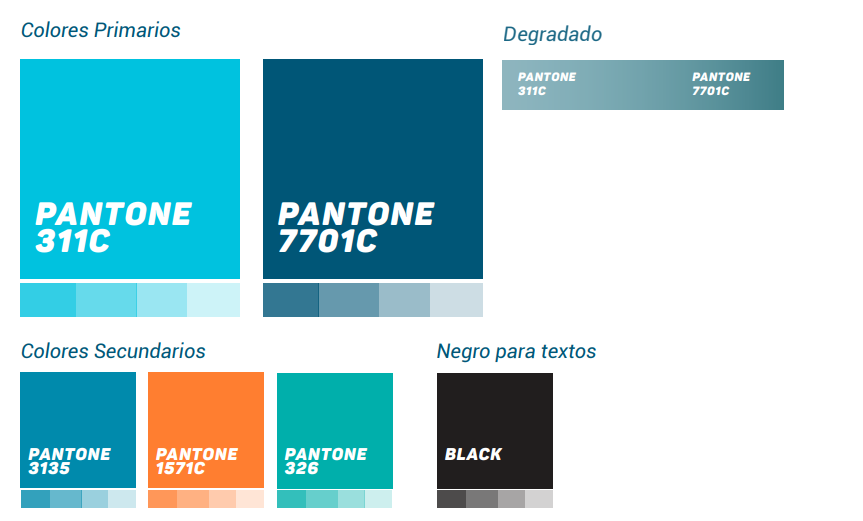 Colores Primarios
PANTONE
311C
PANTONE
7701C
Degradado
PANTONE
311C
PANTONE
7701C
Colores Secundarios
PANTONE
3135
PANTONE
1571C
PANTONE
326
Negro para textos
BLACK